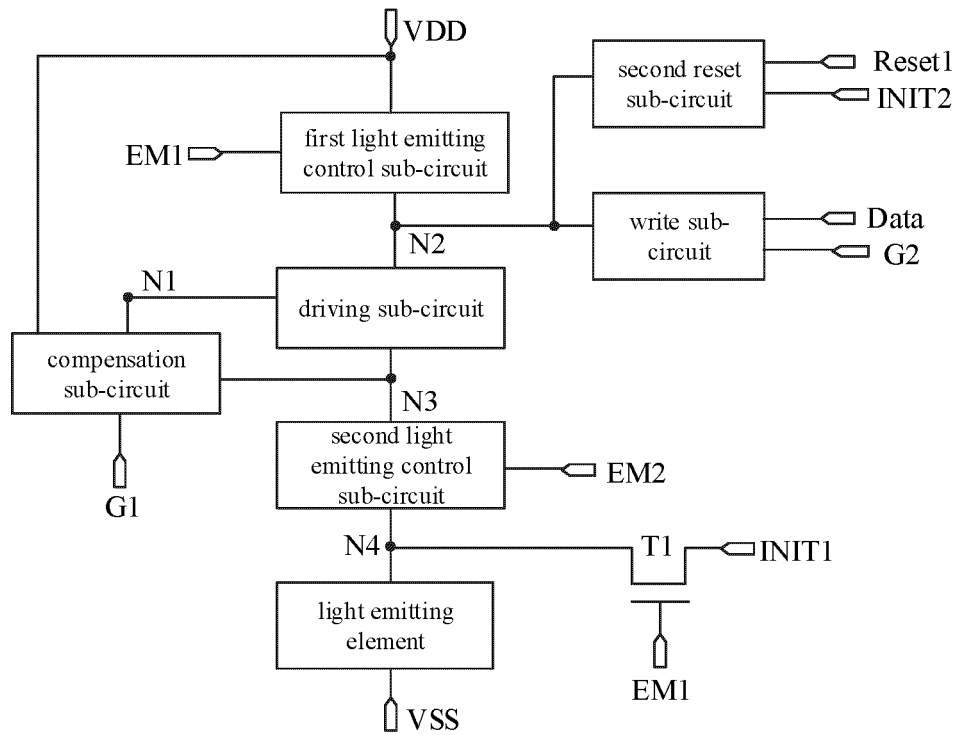 VDD
second reset
sub-circuit
Reset1
INIT2
first light emitting
control sub-circuit
EM1
write sub-
circuit
Data
G2
N2
N1
driving sub-circuit
compensation
sub-circuit
N3
second light
emitting control
sub-circuit
EM2
G1
N4
T1
INIT1
light emitting
element
EM1
VSS